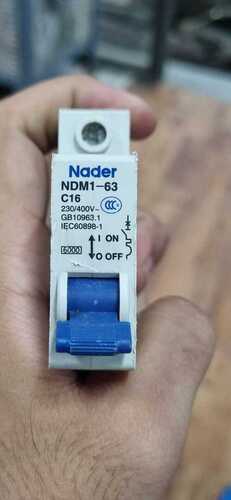 Nader
NDM1-63
C16
230/400V~
GB10963.1
IEC60898-1
I ON
6000
O OFF